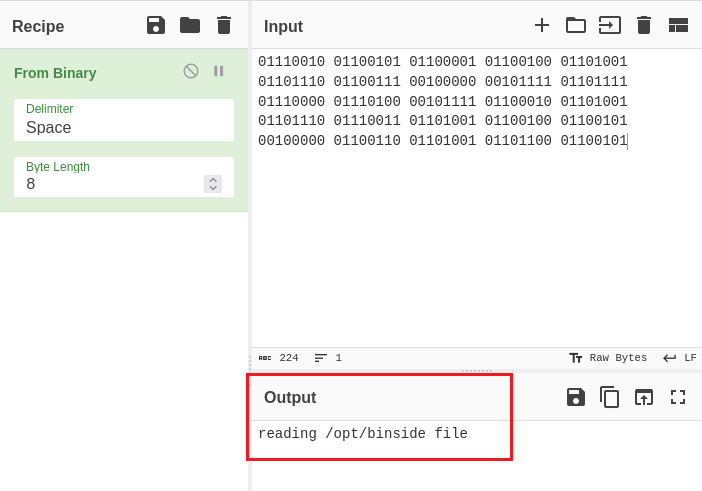 Recipe
From Binary
Delimiter
Space
Byte Length
8
Input
01110010 01100101 01100001 01100100 01101001
01101110 01100111 00100000 00101111 01101111
01110000 01110100 00101111 01100010 01101001
01101110 01110011 01101001 01100100 01100101
00100000 01100110 01101001 01101100 01100101
ABC 224 1 Raw Bytes LF
Output
reading /opt/binside file